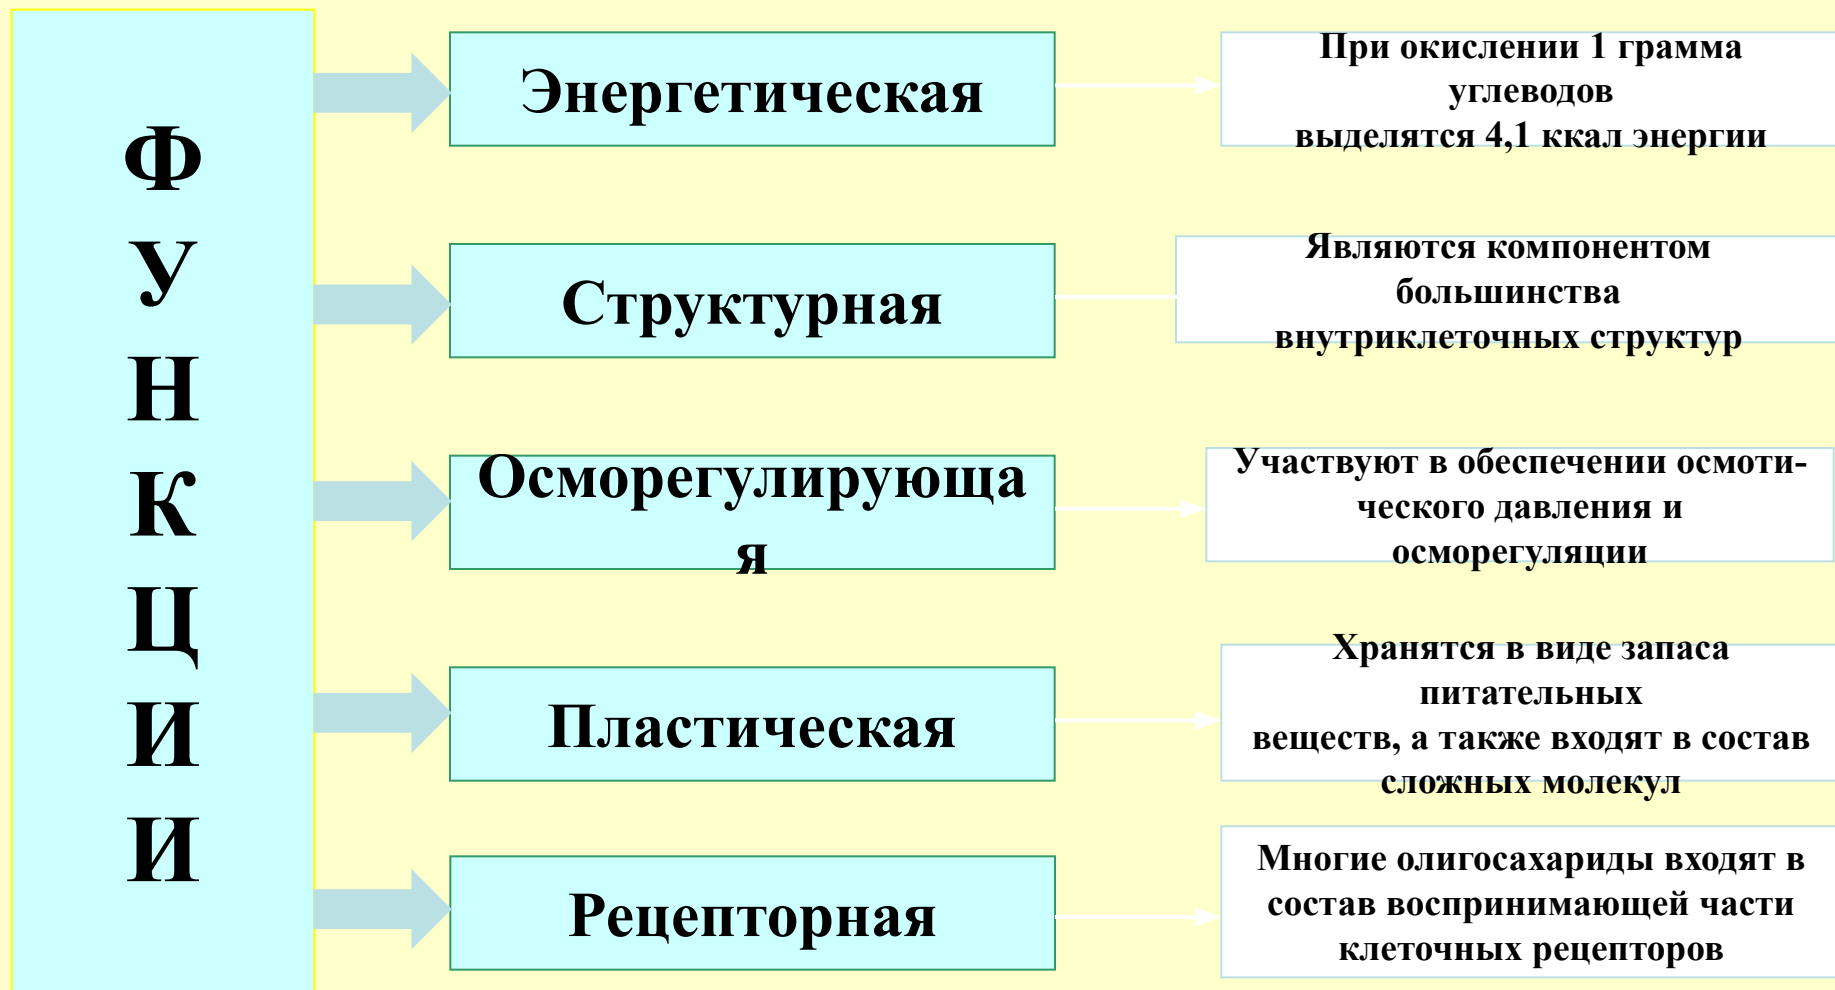 Ф
У
Н
К
Ц
И
И
Энергетическая
При окислении 1 грамма
углеводов
выделятся 4,1 ккал энергии
Структурная
Являются компонентом
большинства
внутриклеточных структур
Осморегулирующа
я
Участвуют в обеспечении осмоти-
ческого давления и
осморегуляции
Пластическая
Хранятся в виде запаса
питательных
веществ, а также входят в состав
сложных молекул
Рецепторная
Многие олигосахариды входят в
состав воспринимающей части
клеточных рецепторов